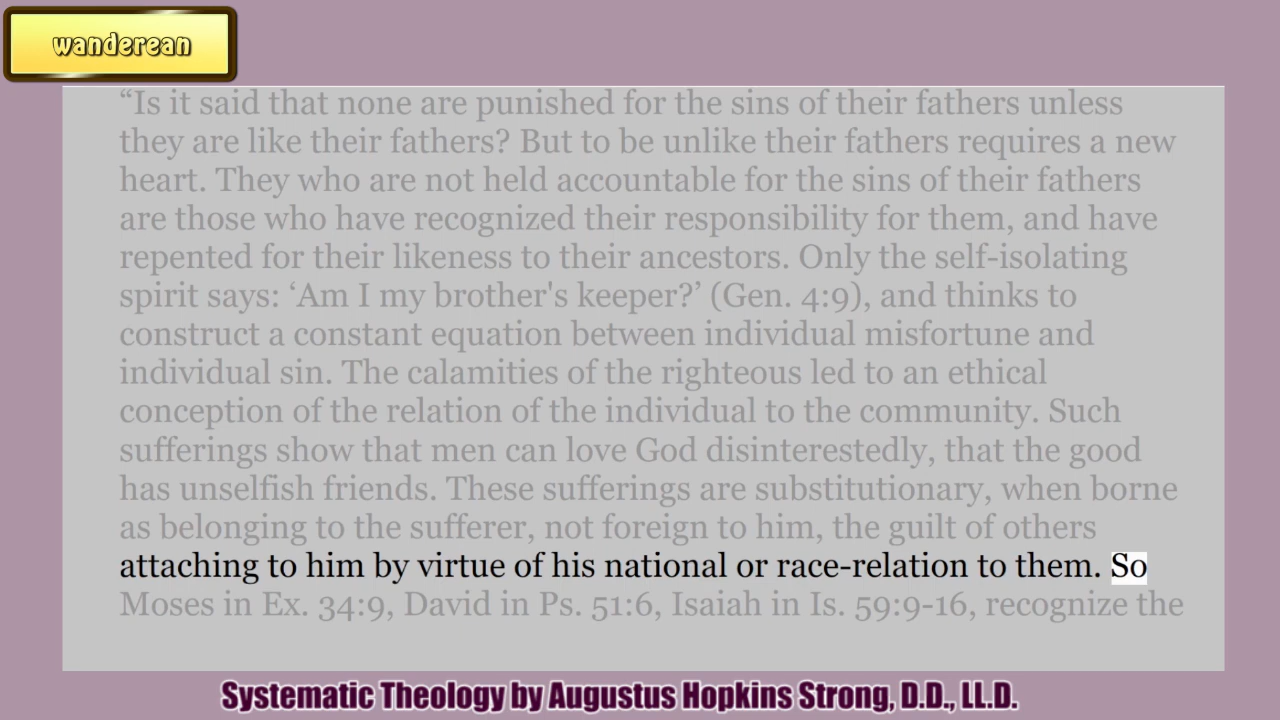 wanderean
“Is it said that none are punished for the sins of their fathers unless
they are like their fathers? But to be unlike their fathers requires a new
heart. They who are not held accountable for the sins of their fathers
are those who have recognized their responsibility for them, and have
repented for their likeness to their ancestors. Only the self-isolating
spirit says: ‘Am I my brother's keeper?’ (Gen. 4:9), and thinks to
construct a constant equation between individual misfortune and
individual sin. The calamities of the righteous led to an ethical
conception of the relation of the individual to the community. Such
sufferings show that men can love God disinterestedly, that the good
has unselfish friends. These sufferings are substitutionary, when borne
as belonging to the sufferer, not foreign to him, the guilt of others
attaching to him by virtue of his national or race-relation to them. So
Moses in Ex. 34:9, David in Ps. 51:6, Isaiah in Is. 59:9-16, recognize the
Systematic Theology by Augustus Hopkins Strong, D.D., LL.D.